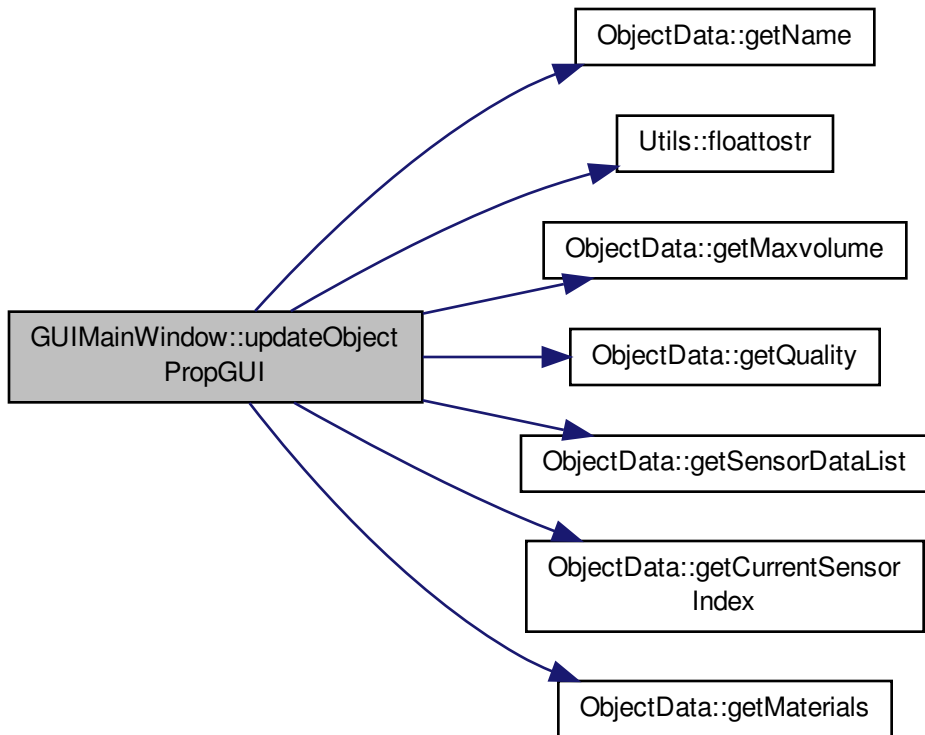 ObjectData::getName
Utils::floattostr
ObjectData::getMaxvolume
GUIMainWindow::updateObject
PropGUI
ObjectData::getQuality
ObjectData::getSensorDataList
ObjectData::getCurrentSensor
Index
ObjectData::getMaterials